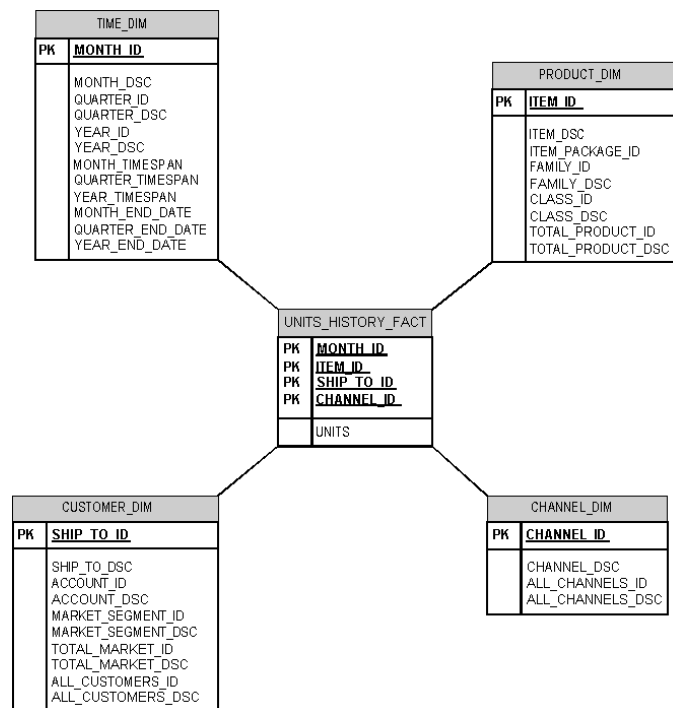 TIME_DIM
PK MONTH_ID
MONTH_DSC
QUARTER_ID
QUARTER_DSC
YEAR_ID
YEAR_DSC
MONTH_TIMESPAN
QUARTER_TIMESPAN
YEAR_TIMESPAN
MONTH_END_DATE
QUARTER_END_DATE
YEAR_END_DATE
PRODUCT_DIM
PK ITEM_ID
ITEM_DSC
ITEM_PACKAGE_ID
FAMILY_ID
FAMILY_DSC
CLASS_ID
CLASS_DSC
TOTAL_PRODUCT_ID
TOTAL_PRODUCT_DSC
UNITS_HISTORY_FACT
PK MONTH_ID
PK ITEM_ID
PK SHIP_TO_ID
PK CHANNEL_ID
UNITS
CUSTOMER_DIM
PK SHIP_TO_ID
SHIP_TO_DSC
ACCOUNT_ID
ACCOUNT_DSC
MARKET_SEGMENT_ID
MARKET_SEGMENT_DSC
TOTAL_MARKET_ID
TOTAL_MARKET_DSC
ALL_CUSTOMERS_ID
ALL_CUSTOMERS_DSC
CHANNEL_DIM
PK CHANNEL_ID
CHANNEL_DSC
ALL_CHANNELS_ID
ALL_CHANNELS_DSC